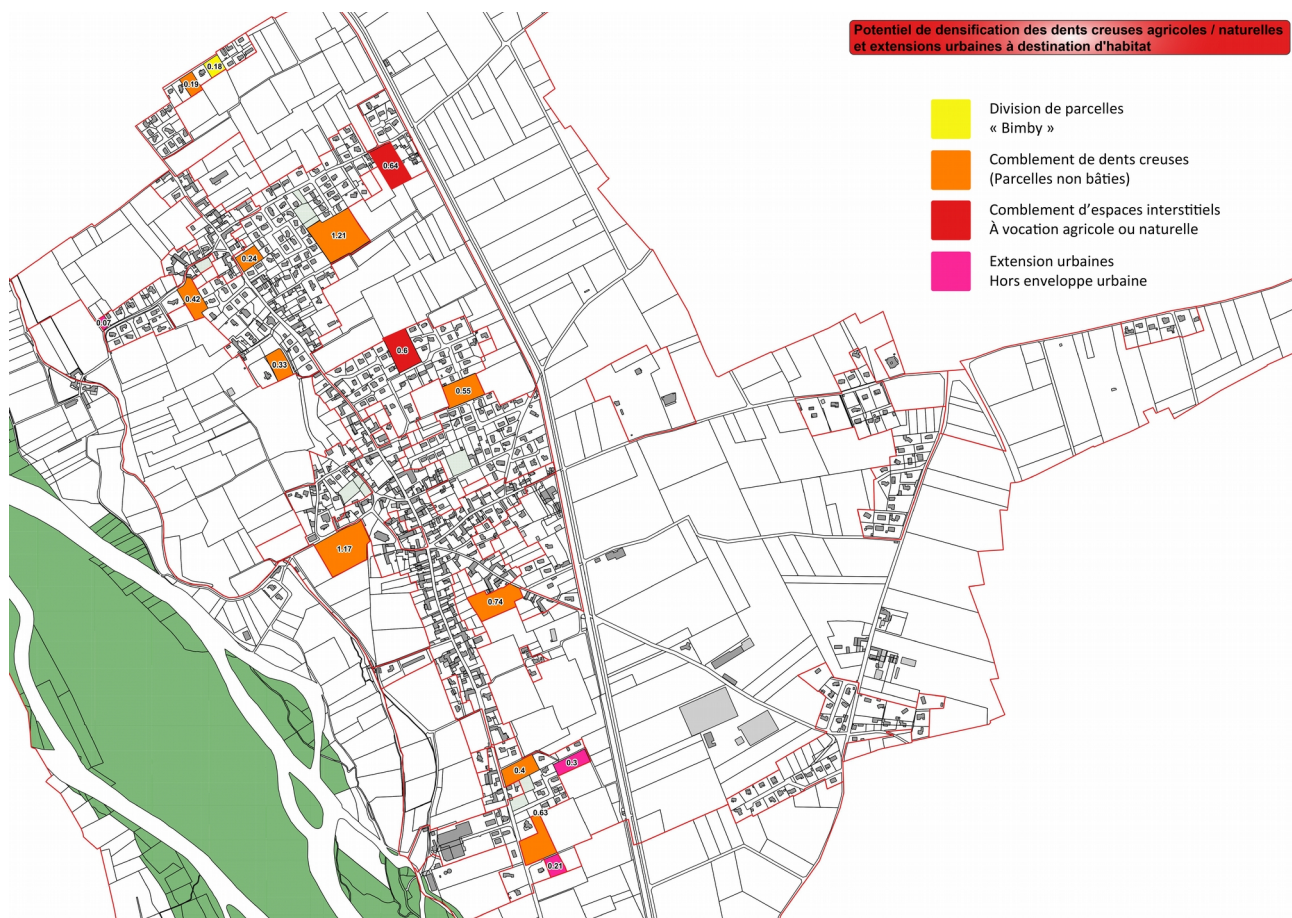 Potentiel de densification des dents creuses agricoles / naturelles
et extensions urbaines à destination d'habitat
Division de parcelles
« Bimby »
Comblement de dents creuses
(Parcelles non bâties)
Comblement d'espaces interstitiels
À vocation agricole ou naturelle
Extension urbaines
Hors enveloppe urbaine
0.18
0.19
0.64
1.21
0.24
0.42
0.07
0.33
0.6
0.55
1.17
0.74
0.4
0.3
0.63
0.21